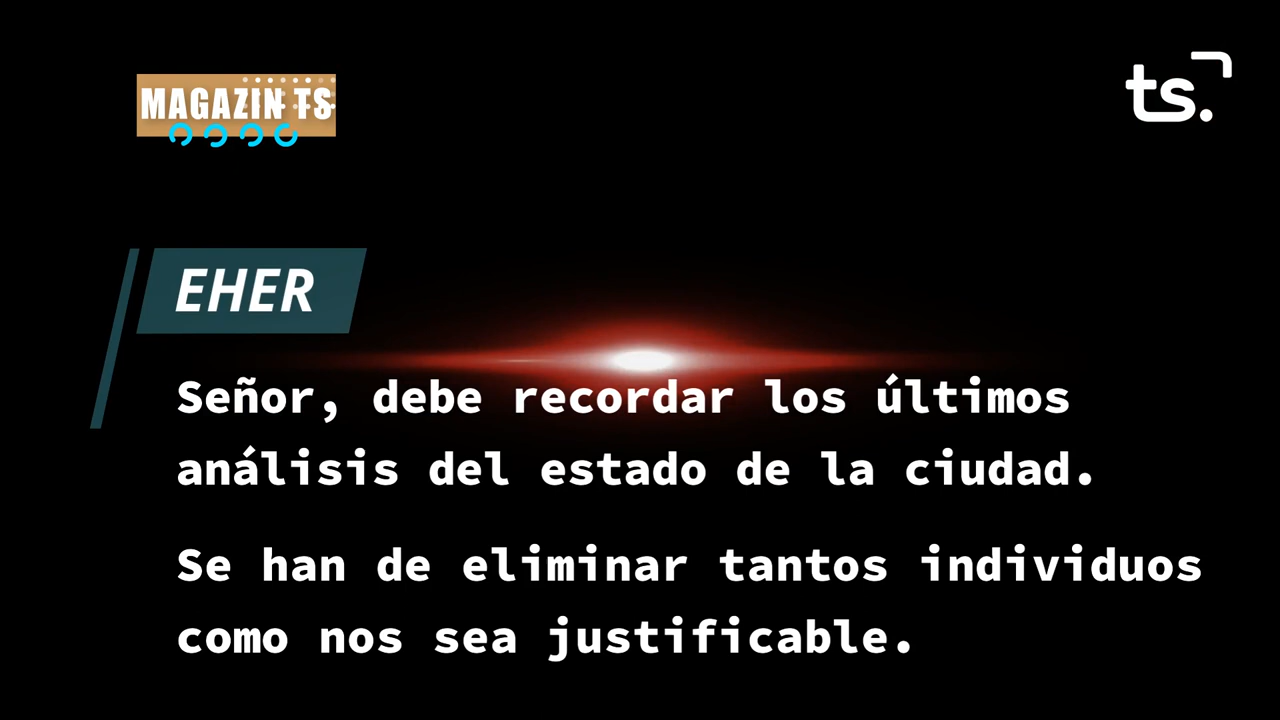 MAGAZIN TS
ts.
EHER
Señor, debe recordar los últimos
análisis del estado de la ciudad.
Se han de eliminar tantos individuos
como nos sea justificable.